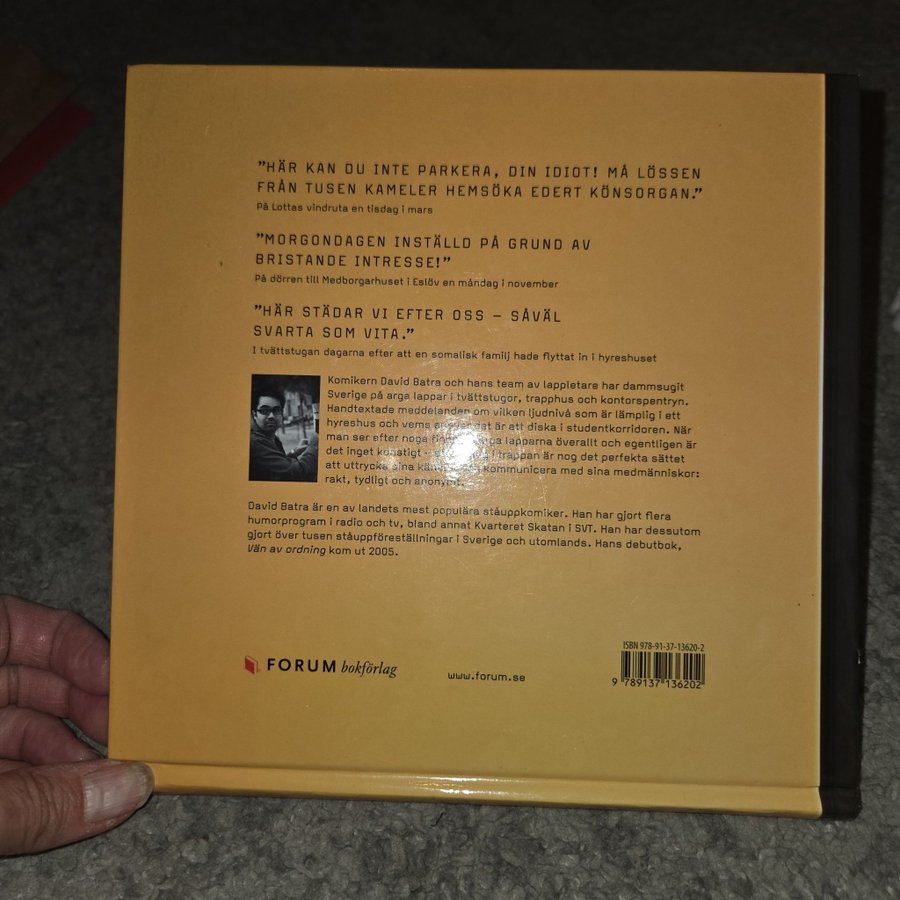 "HÄR KAN DU INTE PARKERA, DIN IDIOT! MÅ LÖSSEN
FRÅN TUSEN KAMELER HEMSÖKA EDERT KÖNSORGAN."
På Lottas vindruta en tisdag i mars
"MORGONDAGEN INSTÄLLD PÅ GRUND AV
BRISTANDE INTRESSE!"
På dörren till Medborgarhuset i Eslöv en måndag i november
"HÄR STÄDAR VI EFTER OSS – SÅVÄL
SVARTA SOM VITA."
I tvättstugan dagarna efter att en somalisk familj hade flyttat in i hyreshuset
Komikern David Batra och hans team av lappletare har dammsugit
Sverige på arga lappar i tvättstugor, trapphus och kontorspentryn.
Handtextade meddelanden om vilken ljudnivå som är lämplig i ett
hyreshus och vems ansvar det är att diska i studentkorridoren. När
man ser efter noga finns arga lapparna överallt och egentligen är
det inget konstigt – i trappan är nog det perfekta sättet
att uttrycka sina kommunicera med sina medmänniskor:
rakt, tydligt och anonymt.
David Batra är en av landets mest populära ståuppkomiker. Han har gjort flera
humorprogram i radio och tv, bland annat Kvarteret Skatan i SVT. Han har dessutom
gjort över tusen ståuppföreställningar i Sverige och utomlands. Hans debutbok,
Vän av ordning kom ut 2005.
FORUM bokförlag
www.forum.se
ISBN 978-91-37-13620-2
9 789137 136202